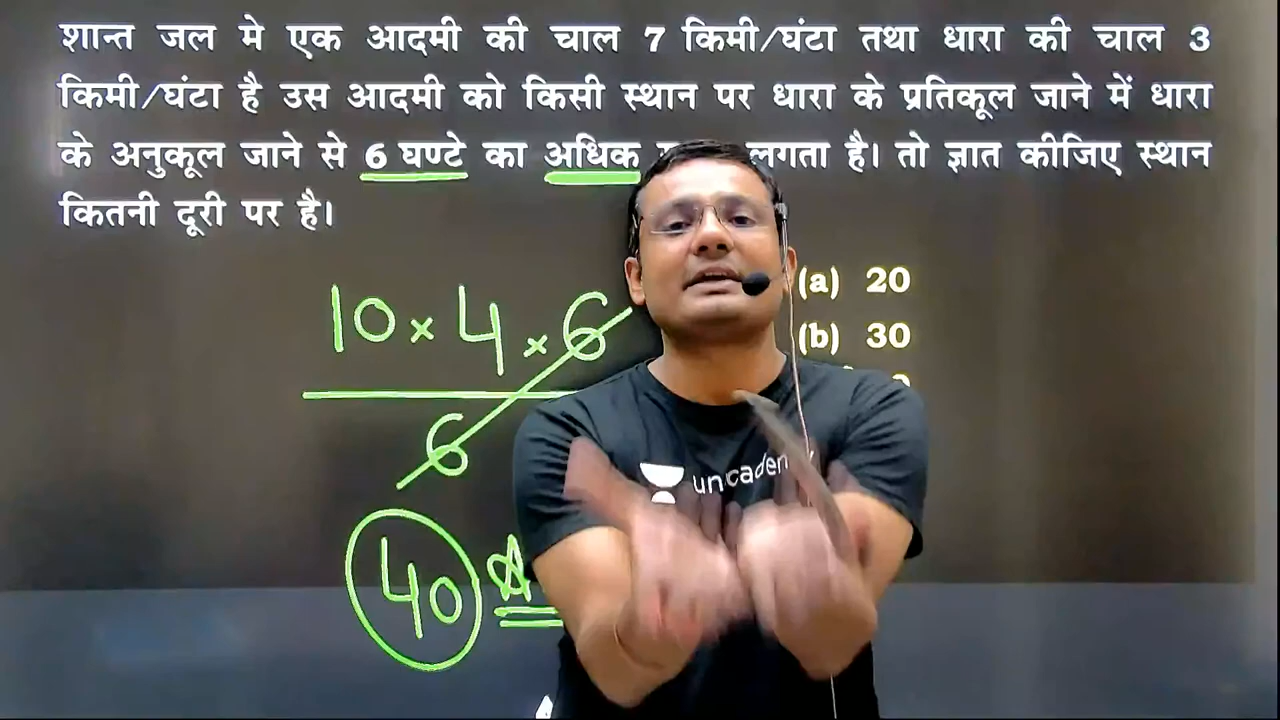 शान्त जल मे एक आदमी की चाल 7 किमी/घंटा तथा धारा की चाल 3
किमी/घंटा है उस आदमी को किसी स्थान पर धारा के प्रतिकूल जाने में धारा
के अनुकूल जाने से 6 घण्टे का अधिक लगता है। तो ज्ञात कीजिए स्थान
कितनी दूरी पर है।
(a) 20
(b) 30
10 × 4 × 6
6
40